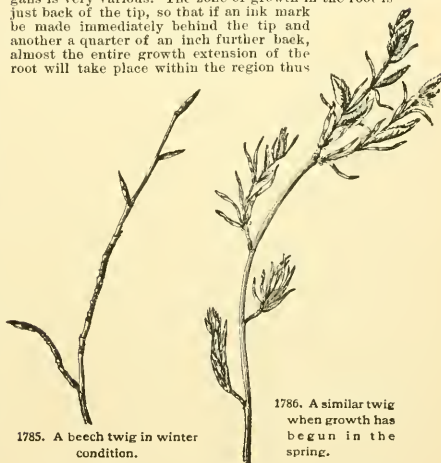 gans is very various. The zone of growth in the root is
just back of the tip, so that if an ink mark
be made immediately behind the tip and
another a quarter of an inch further back,
almost the entire growth extension of the
root will take place within the region thus
1785. A beech twig in winter
condition.
1786. A similar twig
when growth has
begun in the
spring.